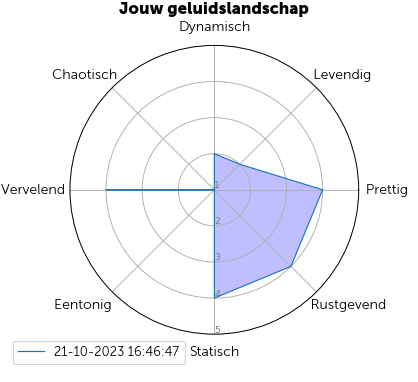 Jouw geluidslandschap
Dynamisch
Chaotisch
Levendig
Vervelend
Prettig
1
2
3
4
5
Eentonig
Rustgevend
21-10-2023 16:46:47
Statisch